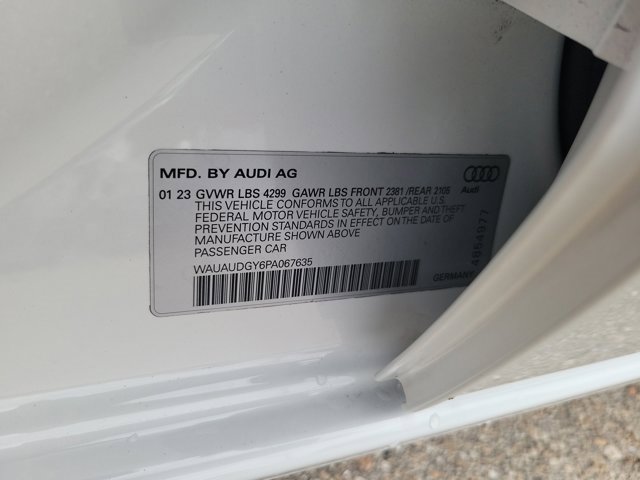 MFD. BY AUDI AG
01 23 GVWR LBS 4299 GAWR LBS FRONT 2381 /REAR 2105
THIS VEHICLE CONFORMS TO ALL APPLICABLE U.S.
FEDERAL MOTOR VEHICLE SAFETY, BUMPER AND THEFT
PREVENTION STANDARDS IN EFFECT ON THE DATE OF
MANUFACTURE SHOWN ABOVE
PASSENGER CAR
WAUAUDGY6PA067635
Audi
GERMANY
4954977